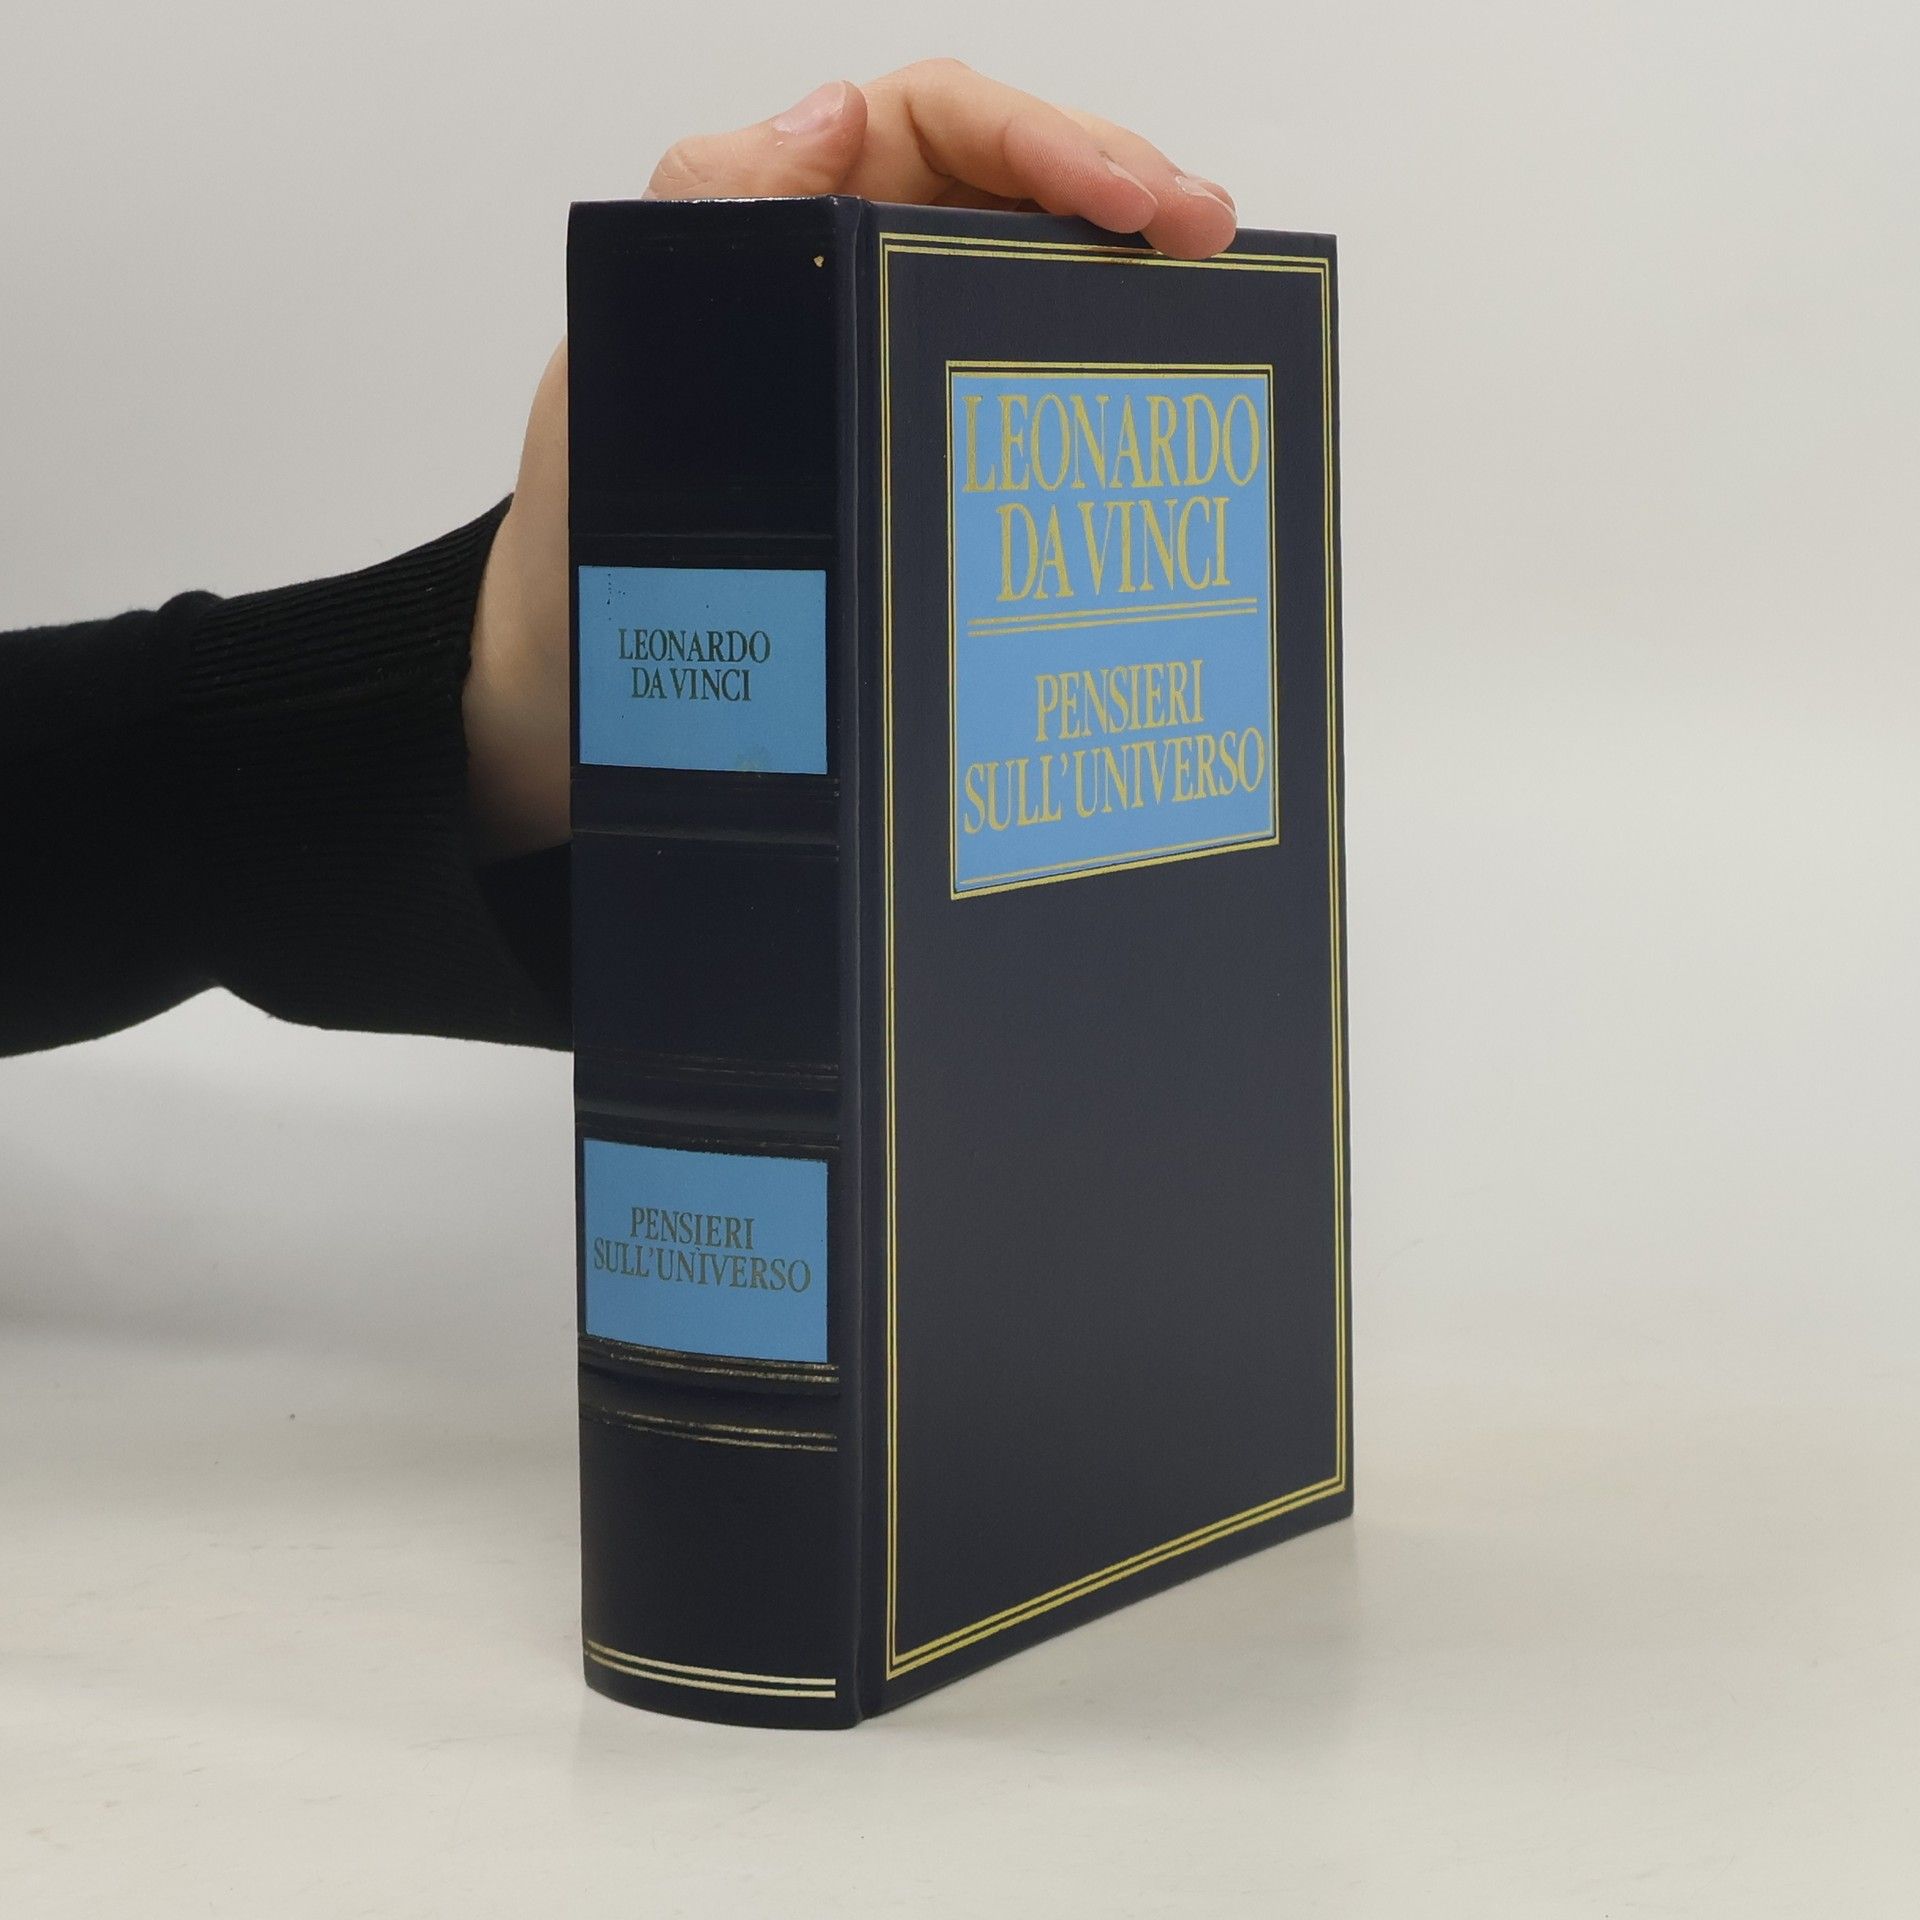 LEONARDO
DA VINCI
PENSIERI
SULL'UNIVERSO
LEONARDO
DA VINCI
PENSIERI
SULL'UNIVERSO